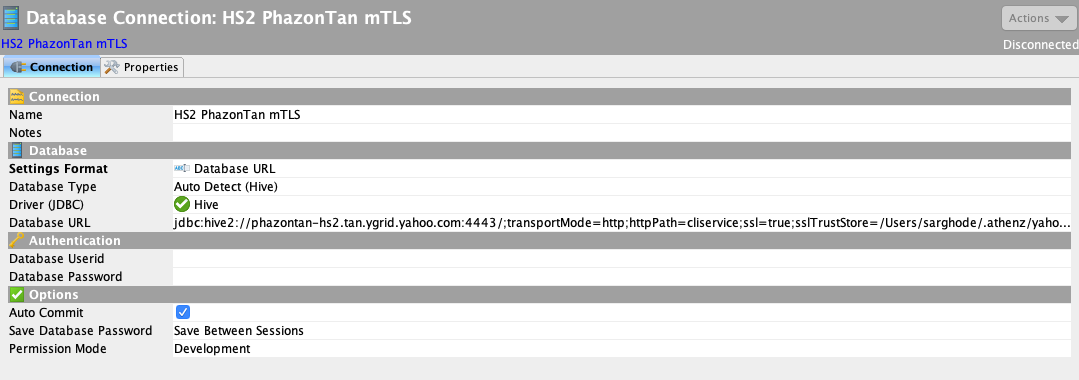 Database Connection: HS2 PhazonTan mTLS
Actions
HS2 PhazonTan mTLS
Disconnected
Connection
Properties
Connection
Name HS2 PhazonTan mTLS
Notes
Database
Settings Format Database URL
Database Type Auto Detect (Hive)
Driver (JDBC) Hive
Database URL jdbc:hive2://phazontan-hs2.tan.ygrid.yahoo.com:4443/;transportMode=http;httpPath=cliservice;ssl=true;sslTrustStore=/Users/sarghode/.athenz/yaho...
Authentication
Database Userid
Database Password
Options
Auto Commit
Save Database Password Save Between Sessions
Permission Mode Development